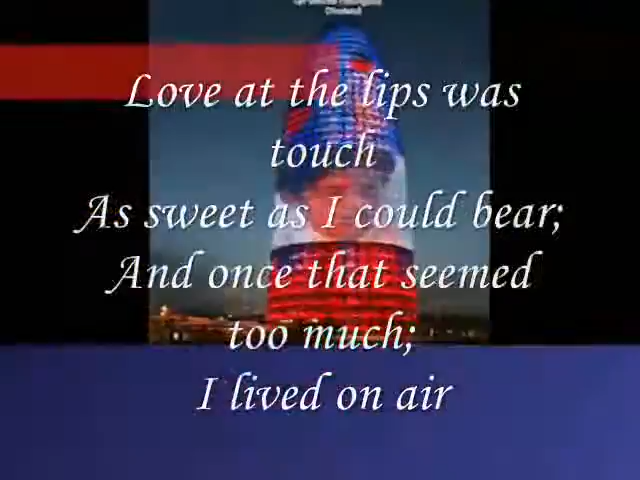 Love at the lips was
touch
As sweet as I could bear;
And once that seemed
too much;
I lived on air